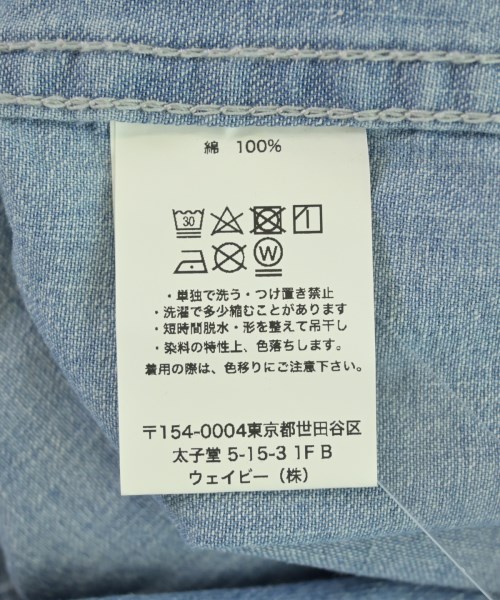 綿 100%
30
W
・単独で洗う・つけ置き禁止
・洗濯で多少縮むことがあります
・短時間脱水・形を整えて吊干し
・染料の特性上、色落ちします。
着用の際は、色移りにご注意下さい。
〒154-0004東京都世田谷区
太子堂 5-15-3 1F B
ウェイビー（株）